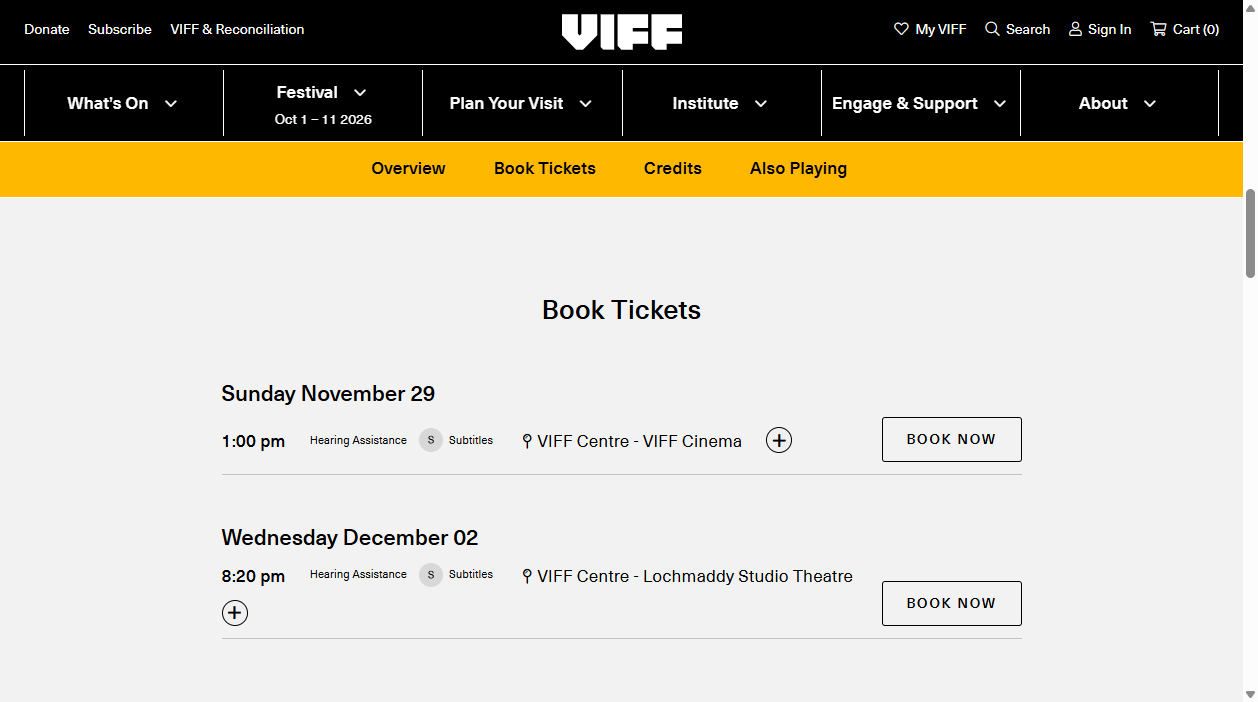 Donate Subscribe VIFF & Reconciliation
VIFF
My VIFF Search Sign In Cart (0)
What's On
Festival
Oct 1 – 11 2026
Plan Your Visit
Institute
Engage & Support
About
Overview Book Tickets Credits Also Playing
Book Tickets
Sunday November 29
1:00 pm Hearing Assistance S Subtitles VIFF Centre - VIFF Cinema BOOK NOW
Wednesday December 02
8:20 pm Hearing Assistance S Subtitles VIFF Centre - Lochmaddy Studio Theatre
BOOK NOW